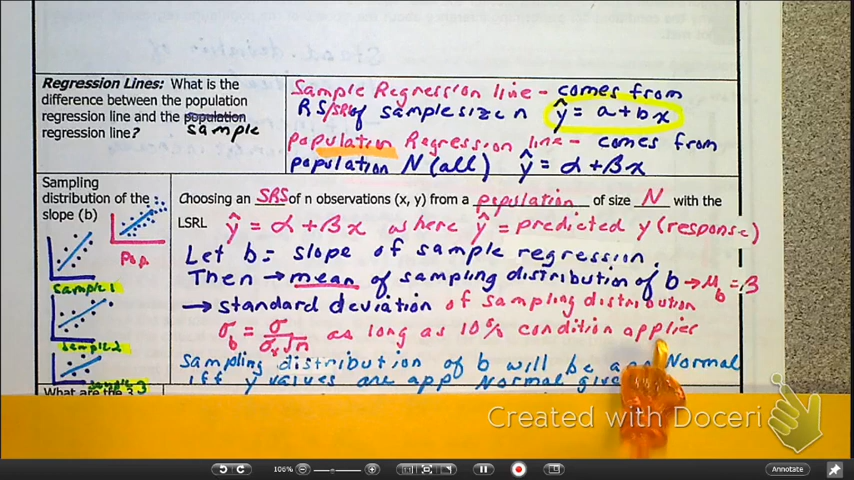 Regression Lines: What is the
difference between the population
regression line and the population
sample
regression line?
Sample Regression line - comes from
RS/SRS of sample size n ŷ = a + bx
Population Regression line - comes from
population N (all) ŷ = α + βx
Sampling
distribution of the
slope (b)
Pop.
Sample 1
Sample 2
Sample 3
Choosing an SRS of n observations (x, y) from a population of size N with the
LSRL ŷ = α + βx where ŷ = predicted y (response)
Let b = slope of sample regression.
Then → mean of sampling distribution of b → μb = β
→ standard deviation of sampling distribution
σb = σ/σx√n as long as 10% condition applies
Sampling distribution of b will be app Normal
iff y values are app Normal give
What are the 3
Created with Doceri
106%
Annotate